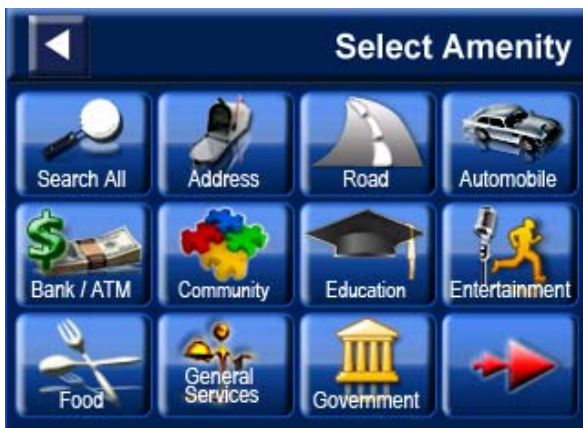 Select Amenity
Search All
Address
Road
Automobile
Bank / ATM
Community
Education
Entertainment
Food
General
Services
Government